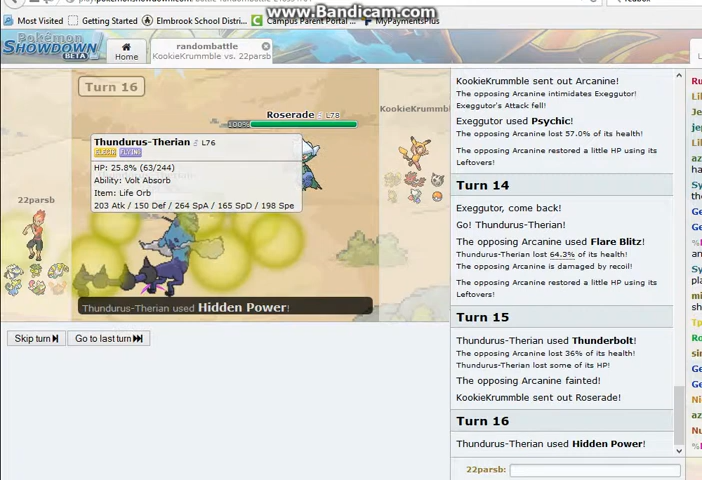 www.Bandicam.com
Most Visited Getting Started Elmbrook School Distri... Campus Parent Portal ... MyPaymentsPlus
Pokémon
SHOWDOWN
BETA
Home
randombattle
KookieKrummble vs. 22parsb
Turn 16
Roserade L78
100%
KookieKrummbl
Thundurus-Therian L76
ELECTR FLYING
HP: 25.8% (63/244)
Ability: Volt Absorb
Item: Life Orb
203 Atk / 150 Def / 264 SpA / 165 SpD / 198 Spe
22parsb
Thundurus-Therian used Hidden Power!
Skip turn Go to last turn
KookieKrummble sent out Arcanine!
The opposing Arcanine intimidates Exeggutor!
Exeggutor's Attack fell!
Exeggutor used Psychic!
The opposing Arcanine lost 57.0% of its health!
The opposing Arcanine restored a little HP using its
Leftovers!
Turn 14
Exeggutor, come back!
Go! Thundurus-Therian!
The opposing Arcanine used Flare Blitz!
Thundurus-Therian lost 64.3% of its health!
The opposing Arcanine is damaged by recoil!
The opposing Arcanine restored a little HP using its
Leftovers!
Turn 15
Thundurus-Therian used Thunderbolt!
The opposing Arcanine lost 36% of its health!
Thundurus-Therian lost some of its HP!
The opposing Arcanine fainted!
KookieKrummble sent out Roserade!
Turn 16
Thundurus-Therian used Hidden Power!
22parsb: